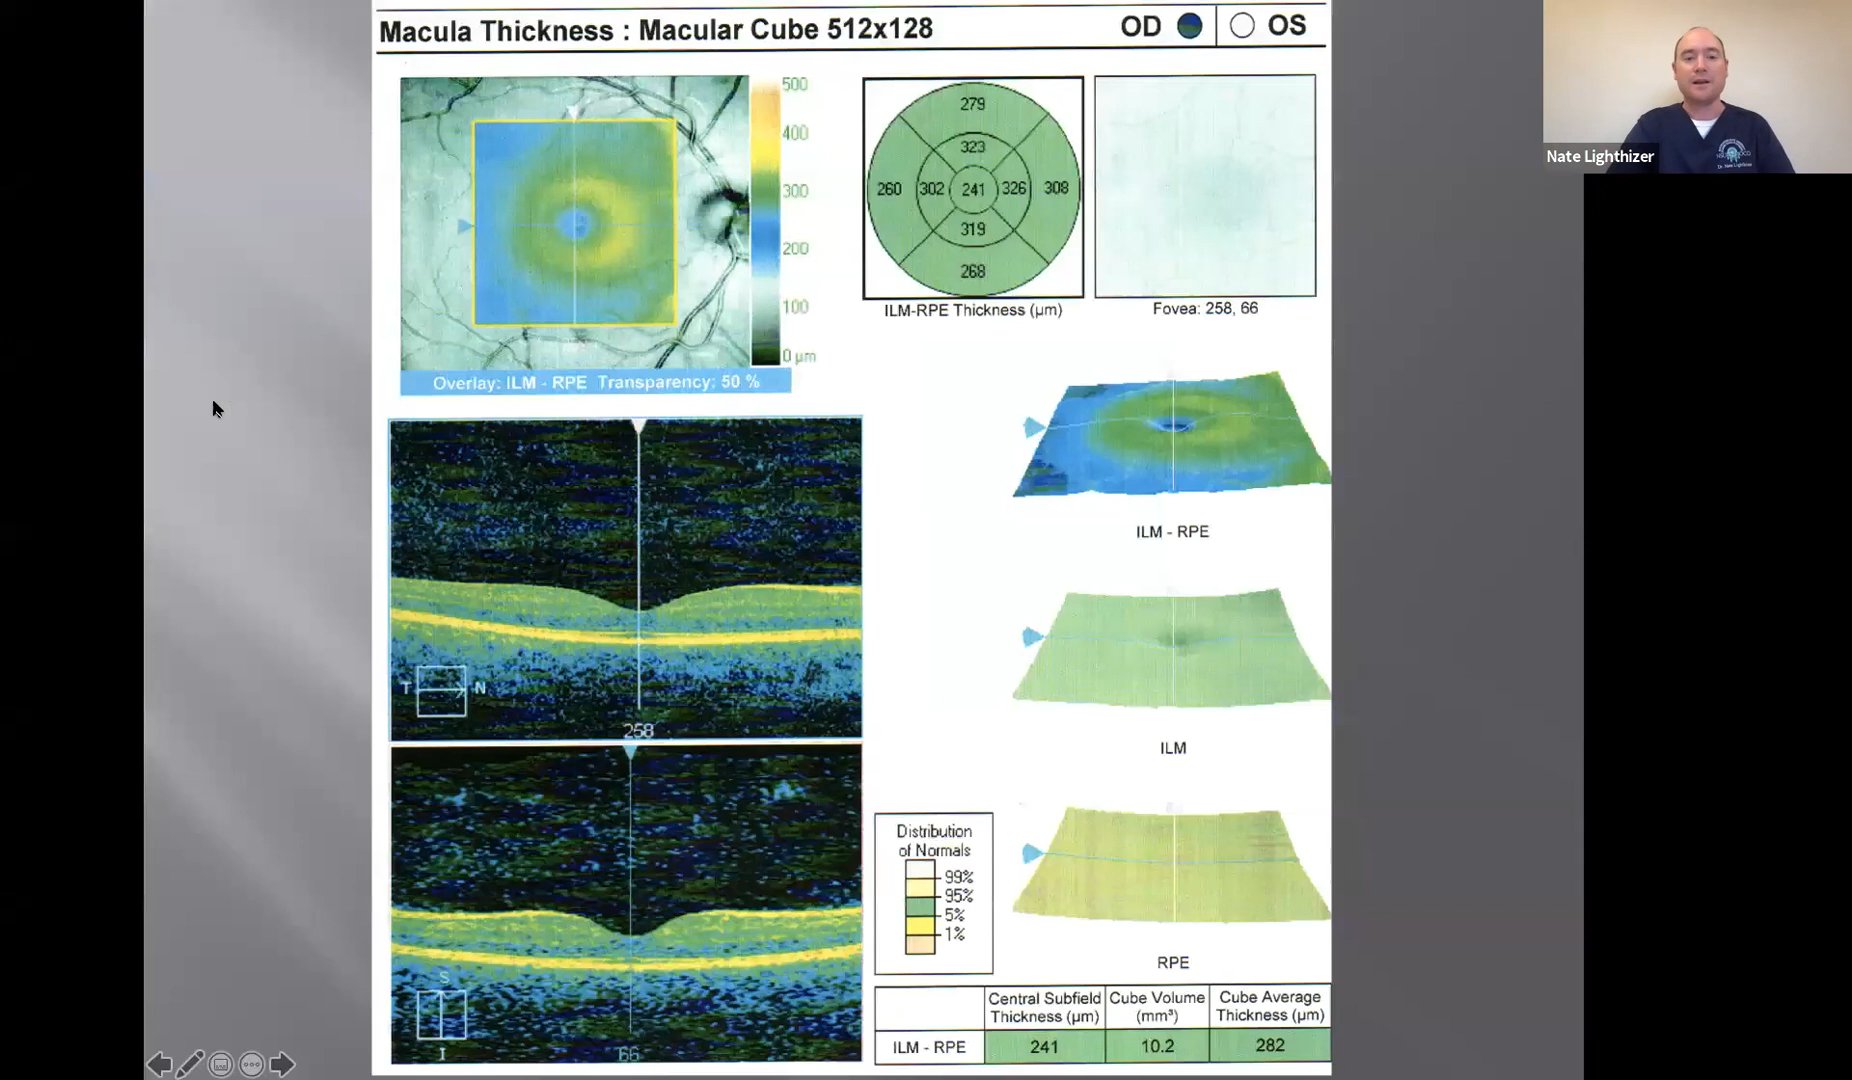 Macula Thickness : Macular Cube 512x128
OD
OS
Nate Lighthizer
500
400
300
200
100
0 µm
Overlay: ILM - RPE Transparency: 50 %
279
323
260
302
241
326
308
319
268
ILM-RPE Thickness (µm)
Fovea: 258, 66
ILM - RPE
T
N
258
ILM
S
I
66
Distribution
of Normals
99%
95%
5%
1%
RPE
Central Subfield
Thickness (µm)
Cube Volume
(mm³)
Cube Average
Thickness (µm)
ILM - RPE
241
10.2
282